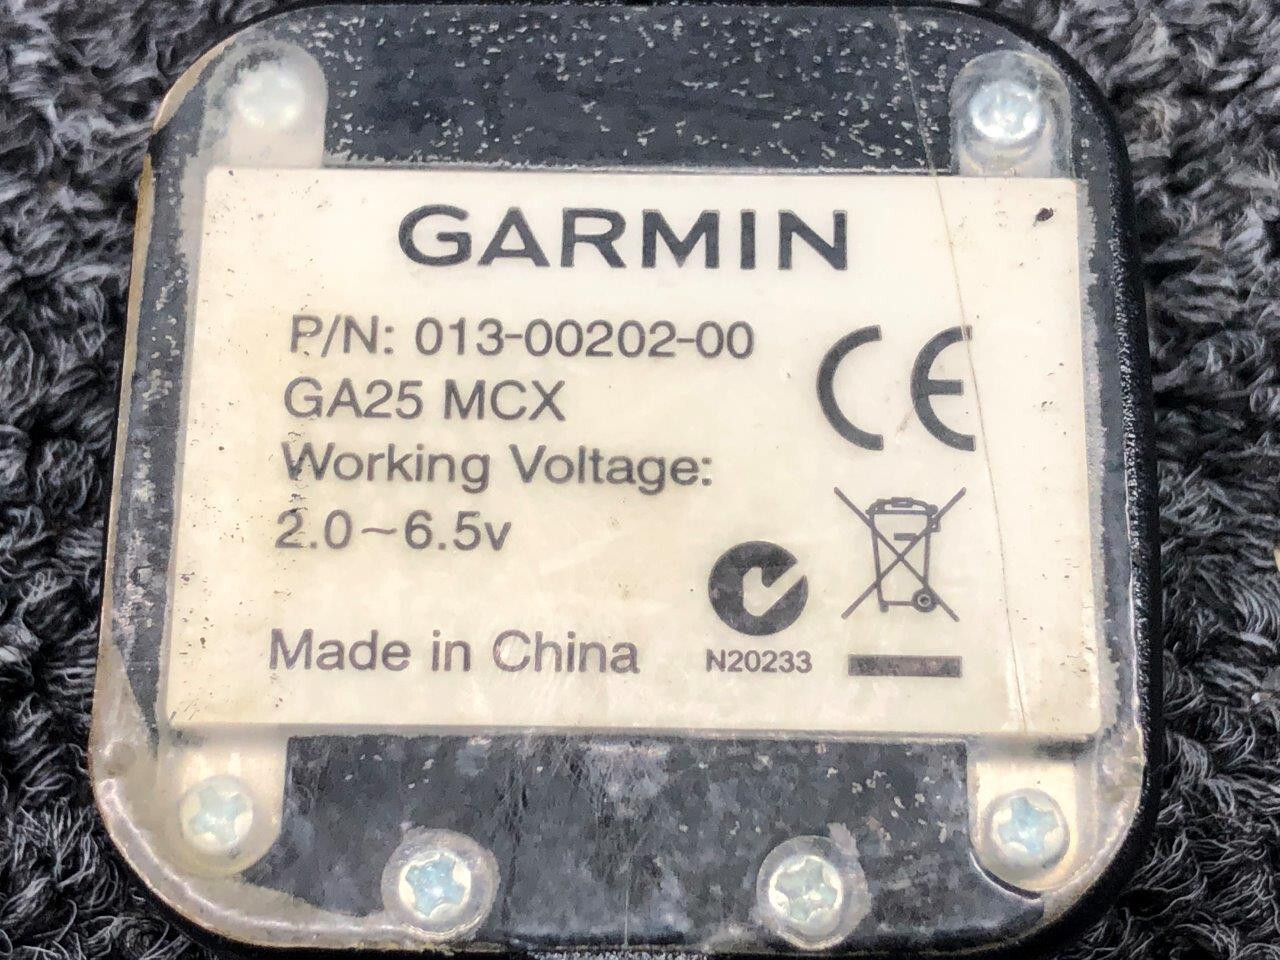 GARMIN
P/N: 013-00202-00
GA25 MCX
Working Voltage:
2.0~6.5v
Made in China
N20233
CE